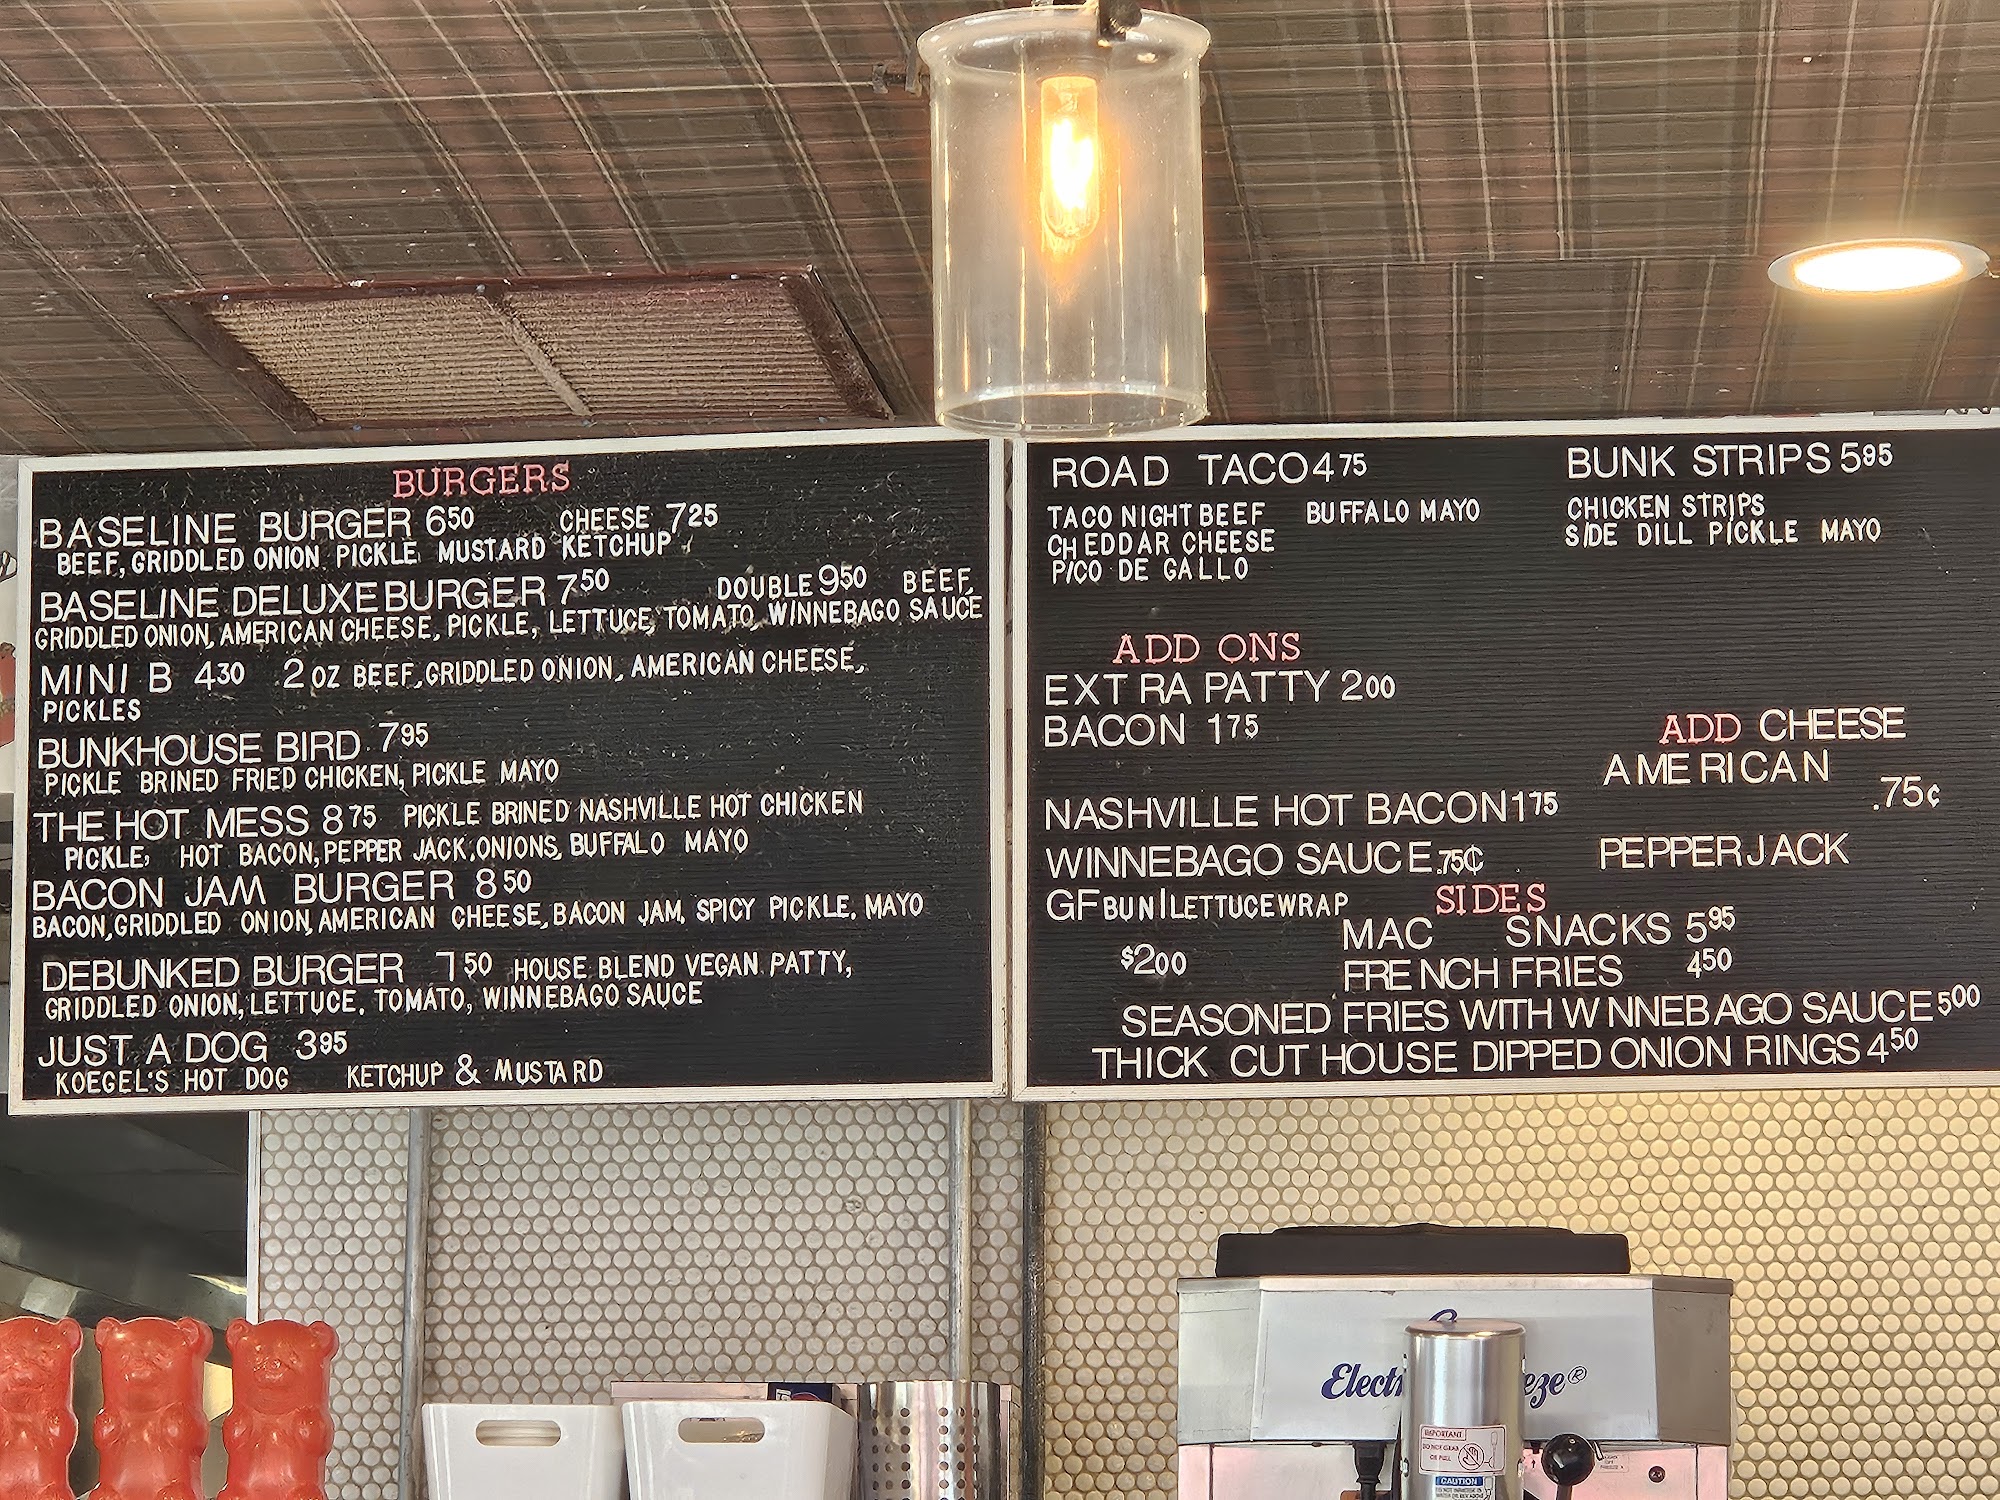 BURGERS
BASELINE BURGER 650 CHEESE 725
BEEF, GRIDDLED ONION, PICKLE, MUSTARD KETCHUP
BASELINE DELUXE BURGER 750 DOUBLE 950 BEEF,
GRIDDLED ONION, AMERICAN CHEESE, PICKLE, LETTUCE, TOMATO, WINNEBAGO SAUCE
MINI B 430 2 OZ BEEF, GRIDDLED ONION, AMERICAN CHEESE,
PICKLES
BUNKHOUSE BIRD 795
PICKLE BRINED FRIED CHICKEN, PICKLE MAYO
THE HOT MESS 875 PICKLE BRINED NASHVILLE HOT CHICKEN
PICKLE, HOT BACON, PEPPER JACK, ONIONS, BUFFALO MAYO
BACON JAM BURGER 850
BACON, GRIDDLED ONION, AMERICAN CHEESE, BACON JAM, SPICY PICKLE, MAYO
DEBUNKED BURGER 750 HOUSE BLEND VEGAN PATTY,
GRIDDLED ONION, LETTUCE, TOMATO, WINNEBAGO SAUCE
JUST A DOG 395
KOEGEL'S HOT DOG KETCHUP & MUSTARD
ROAD TACO 475
TACO NIGHT BEEF BUFFALO MAYO
CHEDDAR CHEESE
PICO DE GALLO
BUNK STRIPS 595
CHICKEN STRIPS
SIDE DILL PICKLE MAYO
ADD ONS
EXTRA PATTY 200
BACON 175
NASHVILLE HOT BACON 175
WINNEBAGO SAUCE .75¢
GF BUN|LETTUCE WRAP
$200
ADD CHEESE
AMERICAN
.75¢
PEPPERJACK
SIDES
MAC SNACKS 595
FRENCH FRIES 450
SEASONED FRIES WITH W NNEBAGO SAUCE 500
THICK CUT HOUSE DIPPED ONION RINGS 450
IMPORTANT
CAUTION